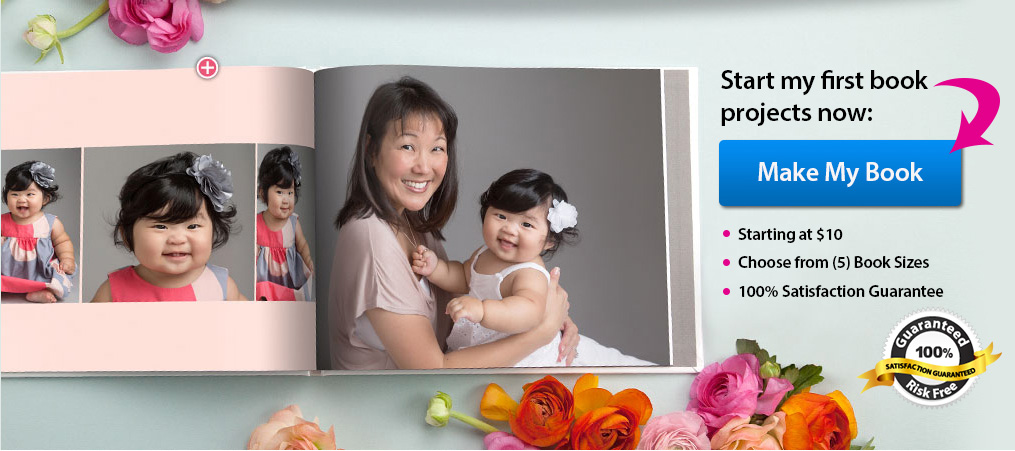 Start my first book
projects now:
Make My Book
Starting at $10
Choose from (5) Book Sizes
100% Satisfaction Guarantee
Guaranteed
100%
SATISFACTION GUARANTEED
Risk Free